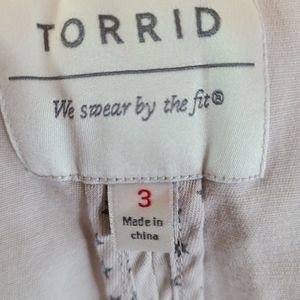 TORRID
We swear by the fit®
3
Made in
china